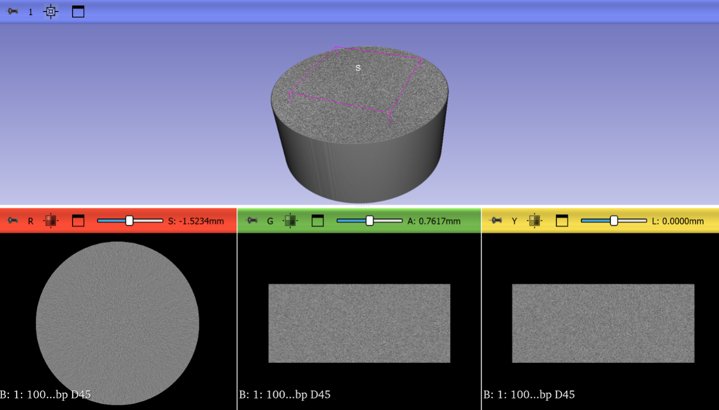 1
S
R S: -1.5234mm
G A: 0.7617mm
Y L: 0.0000mm
B: 1: 100...bp D45
B: 1: 100...bp D45
B: 1: 100...bp D45